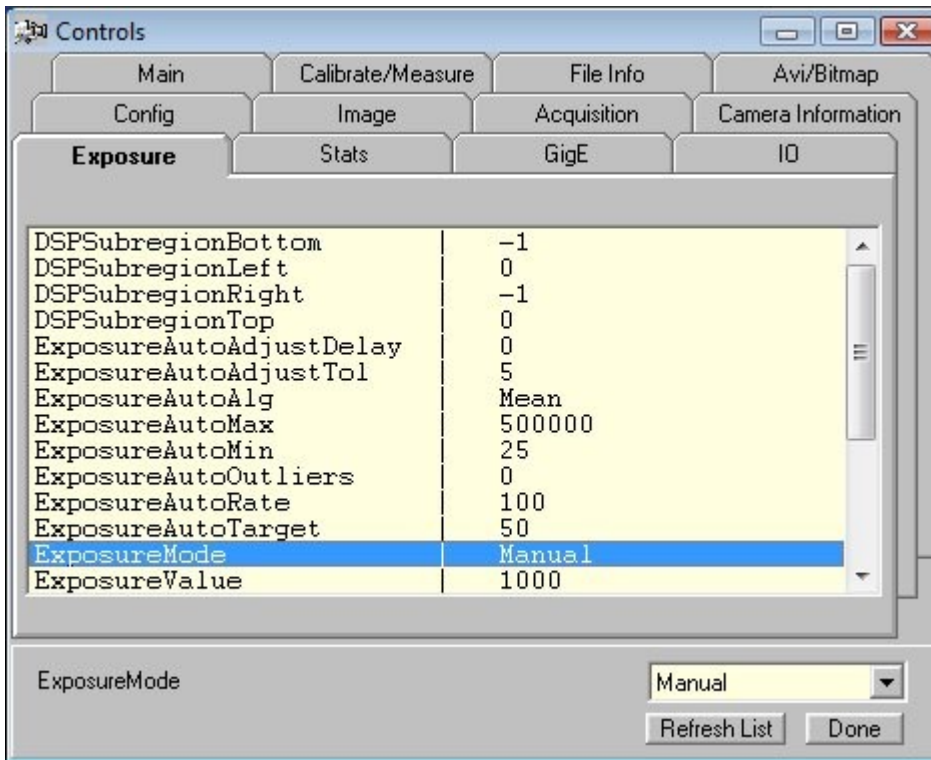 Controls
Main Calibrate/Measure File Info Avi/Bitmap
Config Image Acquisition Camera Information
Exposure Stats GigE IO
DSPSubregionBottom | -1
DSPSubregionLeft | 0
DSPSubregionRight | -1
DSPSubregionTop | 0
ExposureAutoAdjustDelay | 0
ExposureAutoAdjustTol | 5
ExposureAutoAlg | Mean
ExposureAutoMax | 500000
ExposureAutoMin | 25
ExposureAutoOutliers | 0
ExposureAutoRate | 100
ExposureAutoTarget | 50
ExposureMode | Manual
ExposureValue | 1000
ExposureMode Manual
Refresh List Done